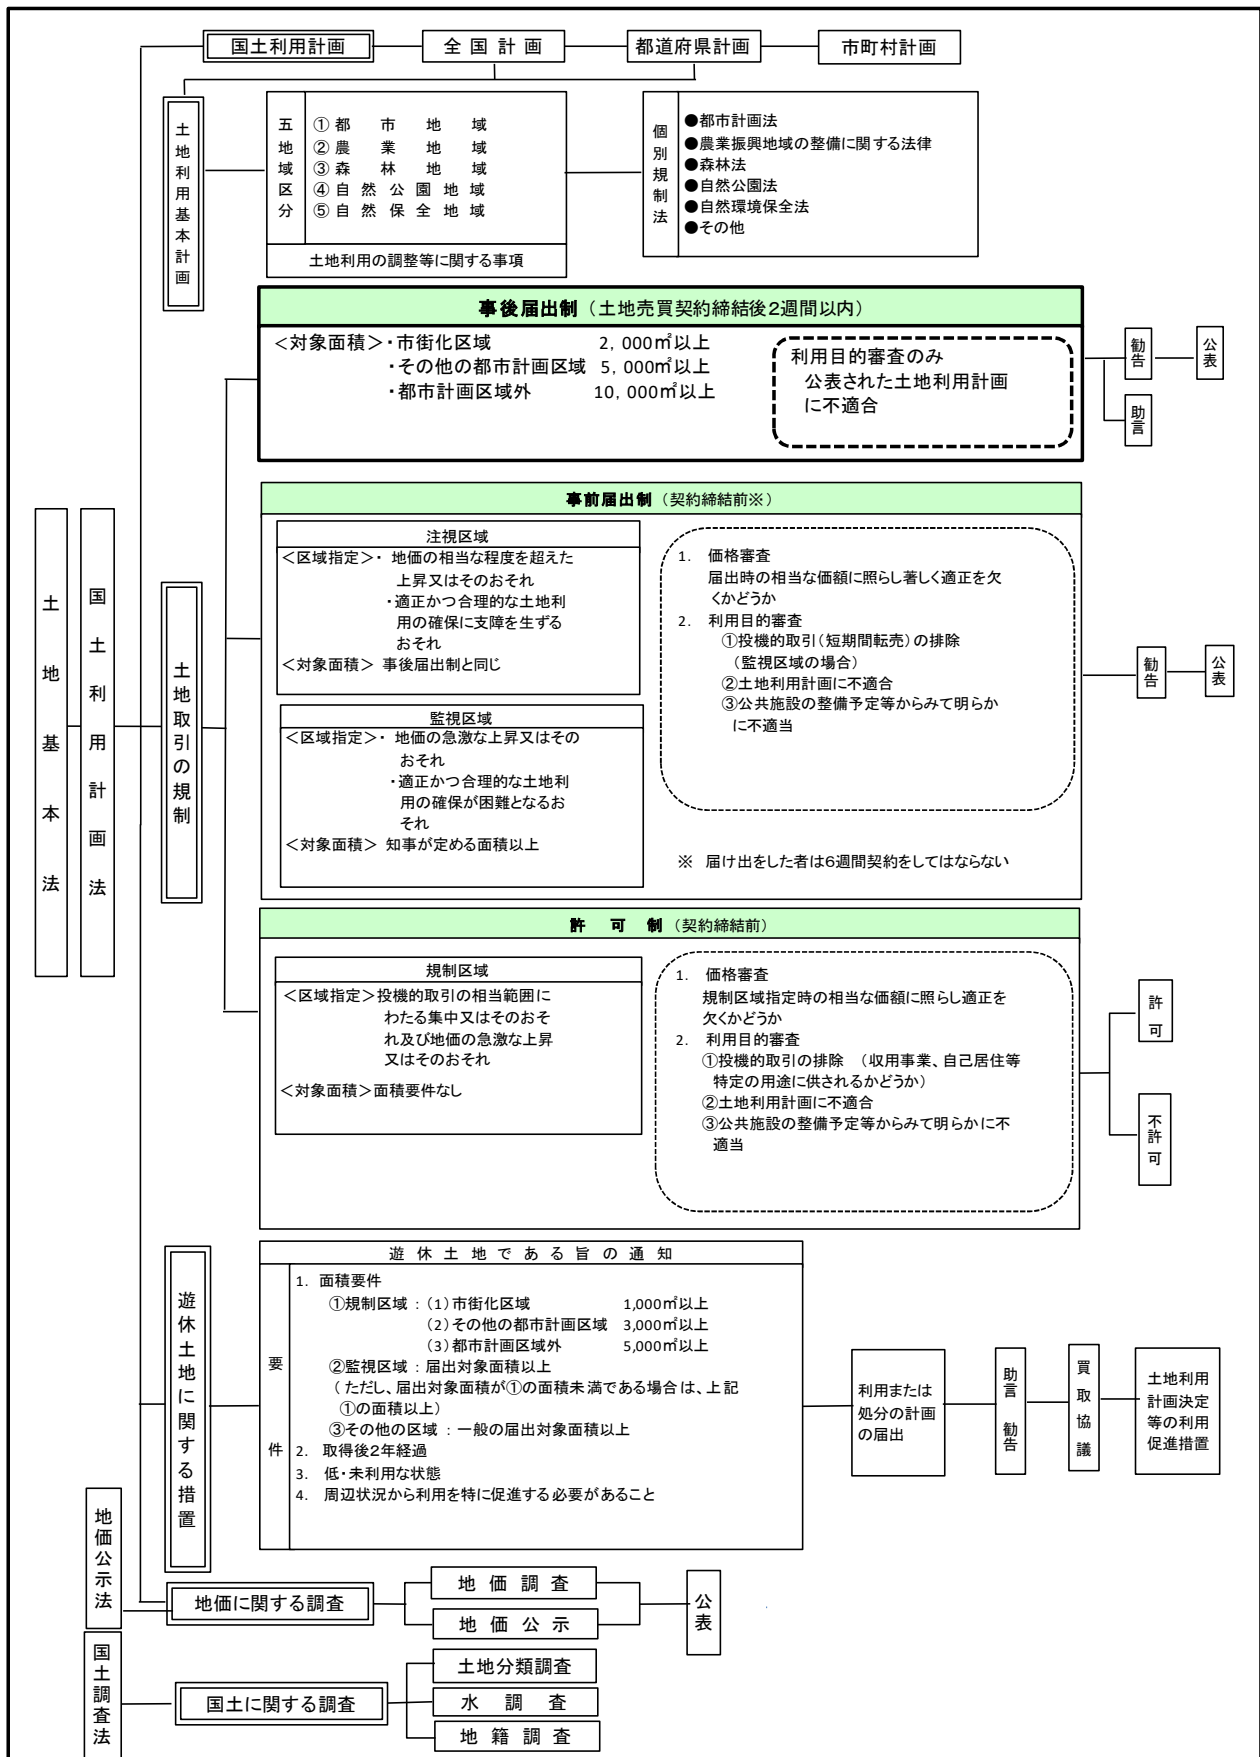 国土利用計画
全国計画
都道府県計画
市町村計画
土地利用基本計画
五地域区分
①都市地域
②農業地域
③森林地域
④自然公園地域
⑤自然保全地域
土地利用の調整等に関する事項
個別規制法
●都市計画法
●農業振興地域の整備に関する法律
●森林法
●自然公園法
●自然環境保全法
●その他
土地基本法
国土利用計画法
土地取引の規制
事後届出制（土地売買契約締結後2週間以内）
＜対象面積＞・市街化区域 2，000㎡以上
・その他の都市計画区域 5，000㎡以上
・都市計画区域外 10，000㎡以上
利用目的審査のみ
公表された土地利用計画
に不適合
勧告
公表
助言
事前届出制（契約締結前※）
注視区域
＜区域指定＞・ 地価の相当な程度を超えた
上昇又はそのおそれ
・適正かつ合理的な土地利
用の確保に支障を生ずる
おそれ
＜対象面積＞ 事後届出制と同じ
監視区域
＜区域指定＞・ 地価の急激な上昇又はその
おそれ
・適正かつ合理的な土地利
用の確保が困難となるお
それ
＜対象面積＞ 知事が定める面積以上
1． 価格審査
届出時の相当な価額に照らし著しく適正を欠
くかどうか
2． 利用目的審査
①投機的取引（短期間転売）の排除
（監視区域の場合）
②土地利用計画に不適合
③公共施設の整備予定等からみて明らか
に不適当
※ 届け出をした者は6週間契約をしてはならない
勧告
公表
許可制（契約締結前）
規制区域
＜区域指定＞投機的取引の相当範囲に
わたる集中又はそのおそ
れ及び地価の急激な上昇
又はそのおそれ
＜対象面積＞面積要件なし
1． 価格審査
規制区域指定時の相当な価額に照らし適正を
欠くかどうか
2． 利用目的審査
①投機的取引の排除 （収用事業、自己居住等
特定の用途に供されるかどうか）
②土地利用計画に不適合
③公共施設の整備予定等からみて明らかに不
適当
許可
不許可
遊休土地に関する措置
遊休土地である旨の通知
要件
1． 面積要件
①規制区域：（1）市街化区域 1,000㎡以上
（2）その他の都市計画区域 3,000㎡以上
（3）都市計画区域外 5,000㎡以上
②監視区域：届出対象面積以上
（ただし、届出対象面積が①の面積未満である場合は、上記
①の面積以上）
③その他の区域：一般の届出対象面積以上
2． 取得後2年経過
3． 低・未利用な状態
4． 周辺状況から利用を特に促進する必要があること
利用または
処分の計画
の届出
助言 勧告
買取協議
土地利用
計画決定
等の利用
促進措置
地価公示法
地価に関する調査
地価調査
地価公示
公表
国土調査法
国土に関する調査
土地分類調査
水調査
地籍調査